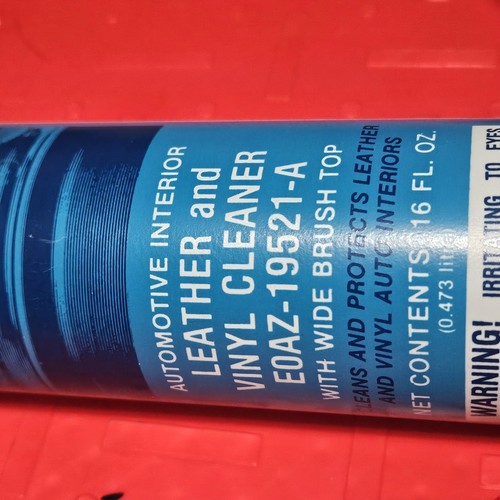 AUTOMOTIVE INTERIOR
LEATHER and
VINYL CLEANER
E0AZ-19521-A
WITH WIDE BRUSH TOP
CLEANS AND PROTECTS LEATHER
AND VINYL AUTO INTERIORS
NET CONTENTS 16 FL. OZ.
(0.473 liter)
WARNING! IRRITATING TO EYES